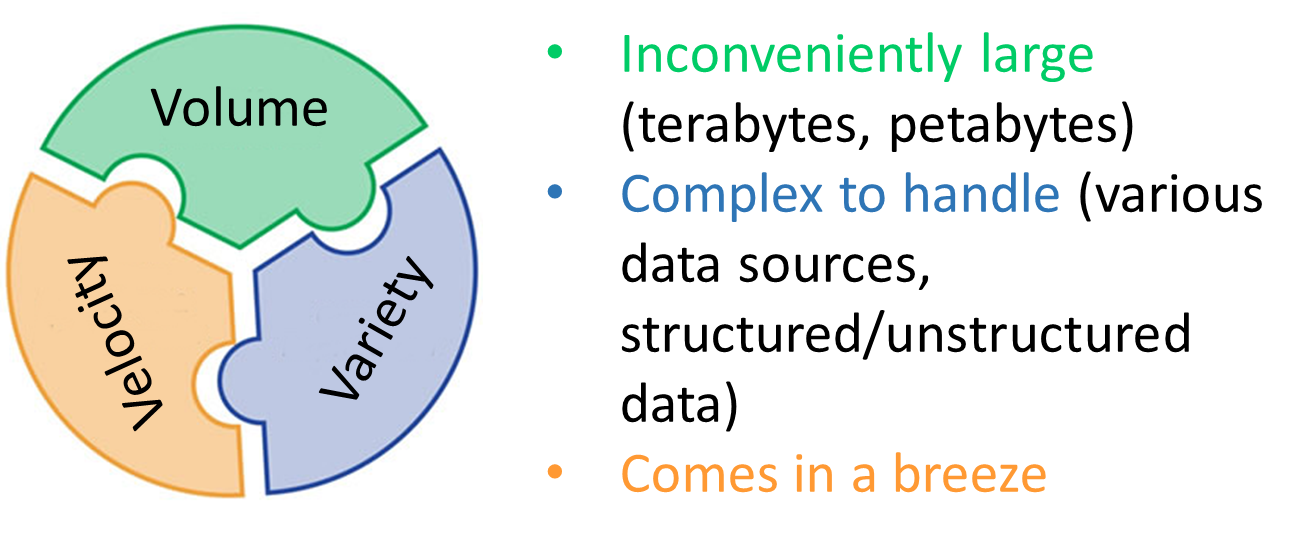 Volume
Velocity
Variety
• Inconveniently large
(terabytes, petabytes)
• Complex to handle (various
data sources,
structured/unstructured
data)
• Comes in a breeze